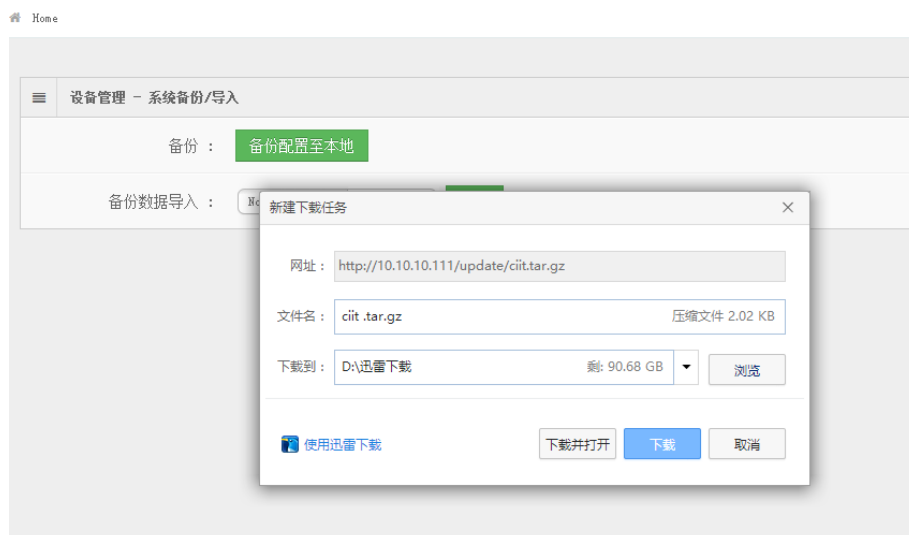 Home
设备管理 - 系统备份/导入
备份 : 备份配置至本地
备份数据导入 :
新建下载任务
网址: http://10.10.10.111/update/ciit.tar.gz
文件名: ciit .tar.gz 压缩文件 2.02 KB
下载到: D:\迅雷下载 剩: 90.68 GB 浏览
使用迅雷下载 下载并打开 下载 取消